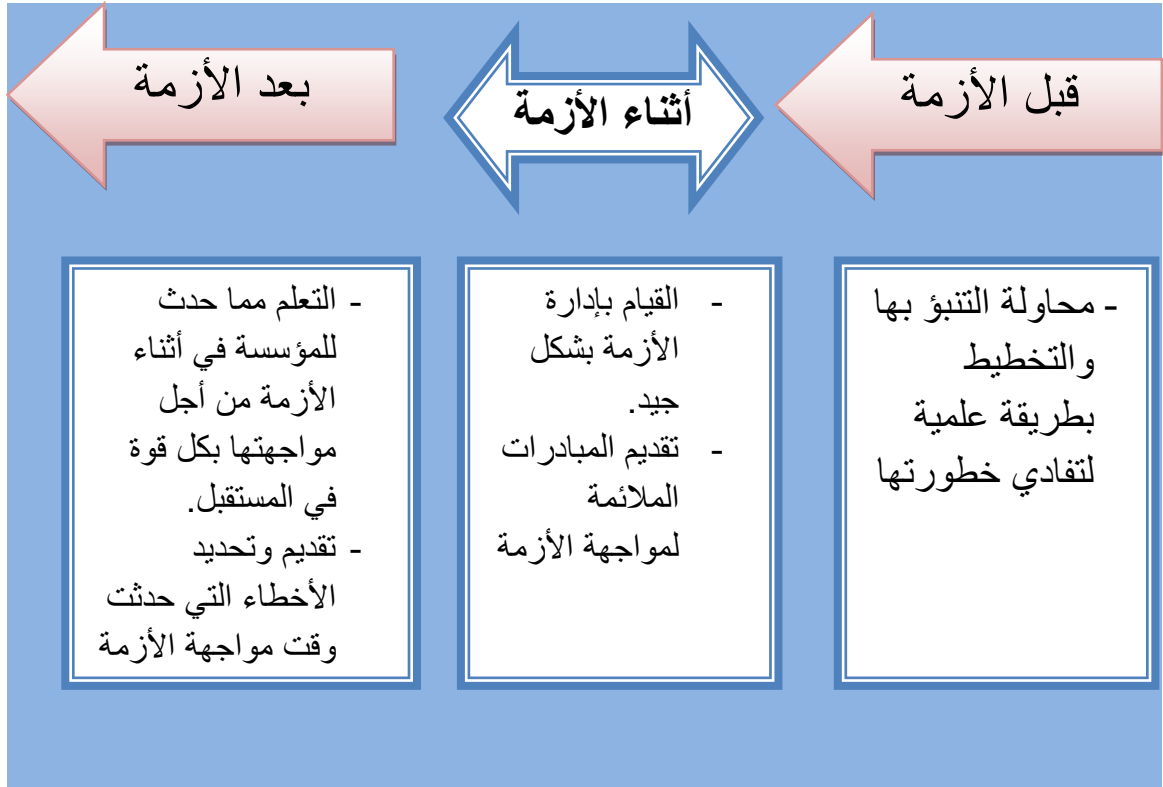 قبل الأزمة
أثناء الأزمة
بعد الأزمة
- محاولة التنبؤ بها
والتخطيط
بطريقة علمية
لتفادي خطورتها
- القيام بإدارة
الأزمة بشكل
جيد.
- تقديم المبادرات
الملائمة
لمواجهة الأزمة
- التعلم مما حدث
للمؤسسة في أثناء
الأزمة من أجل
مواجهتها بكل قوة
في المستقبل.
- تقديم وتحديد
الأخطاء التي حدثت
وقت مواجهة الأزمة